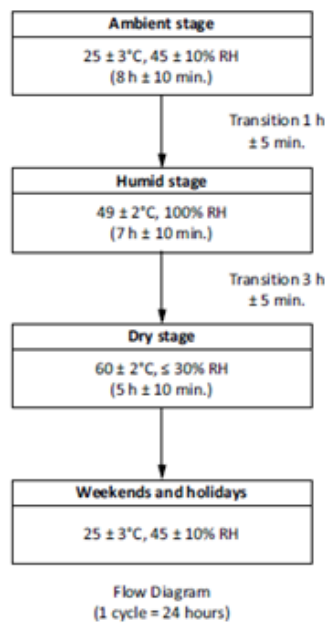 Ambient stage
25 ± 3°C, 45 ± 10% RH
(8 h ± 10 min.)
Transition 1 h
± 5 min.
Humid stage
49 ± 2°C, 100% RH
(7 h ± 10 min.)
Transition 3 h
± 5 min.
Dry stage
60 ± 2°C, ≤ 30% RH
(5 h ± 10 min.)
Weekends and holidays
25 ± 3°C, 45 ± 10% RH
Flow Diagram
(1 cycle = 24 hours)